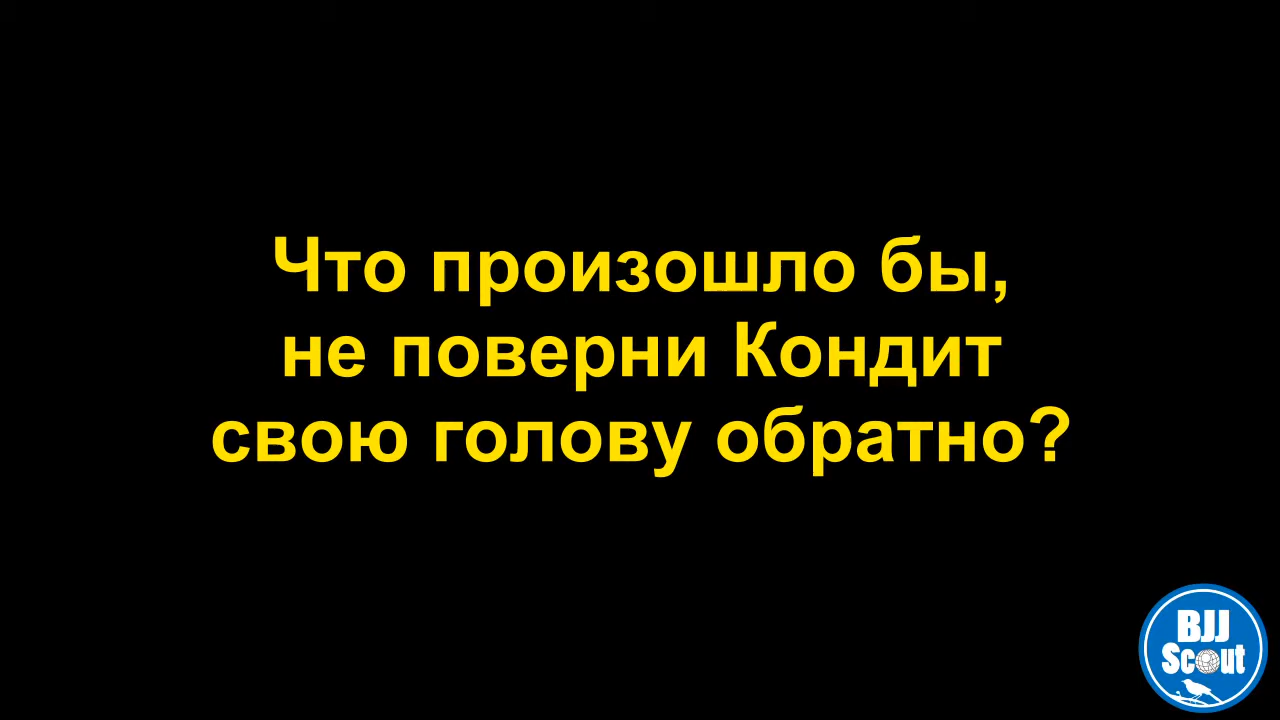 Что произошло бы,
не поверни Кондит
свою голову обратно?
BJJ
Scout